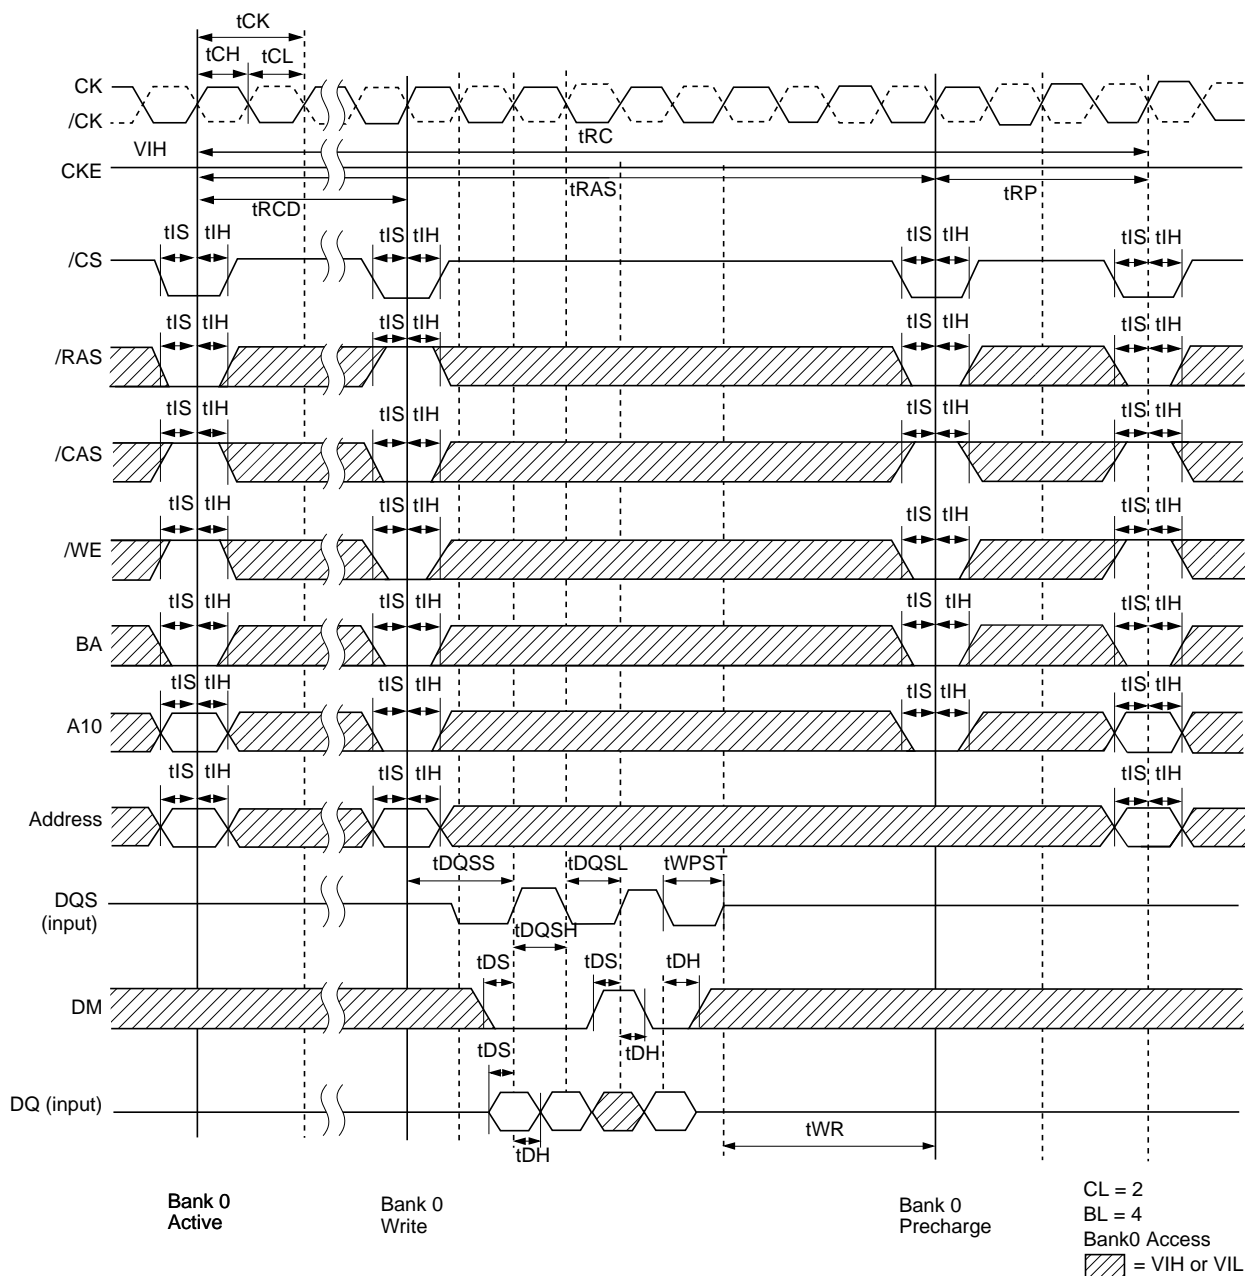 tCK
tCH tCL
CK
/CK
tRC
VIH
CKE
tRAS
tRP
tRCD
tIS tIH tIS tIH tIS tIH tIS tIH
/CS
tIS tIH tIS tIH tIS tIH tIS tIH
/RAS
tIS tIH tIS tIH tIS tIH tIS tIH
/CAS
tIS tIH tIS tIH tIS tIH tIS tIH
/WE
tIS tIH tIS tIH tIS tIH tIS tIH
BA
tIS tIH tIS tIH tIS tIH tIS tIH
A10
tIS tIH tIS tIH tIS tIH
Address
tDQSS tDQSL tWPST
DQS
(input)
tDQSH
tDS tDS tDH
DM
tDS tDH
DQ (input)
tWR
tDH
Bank 0
Active
Bank 0
Write
Bank 0
Precharge
CL = 2
BL = 4
Bank0 Access
= VIH or VIL